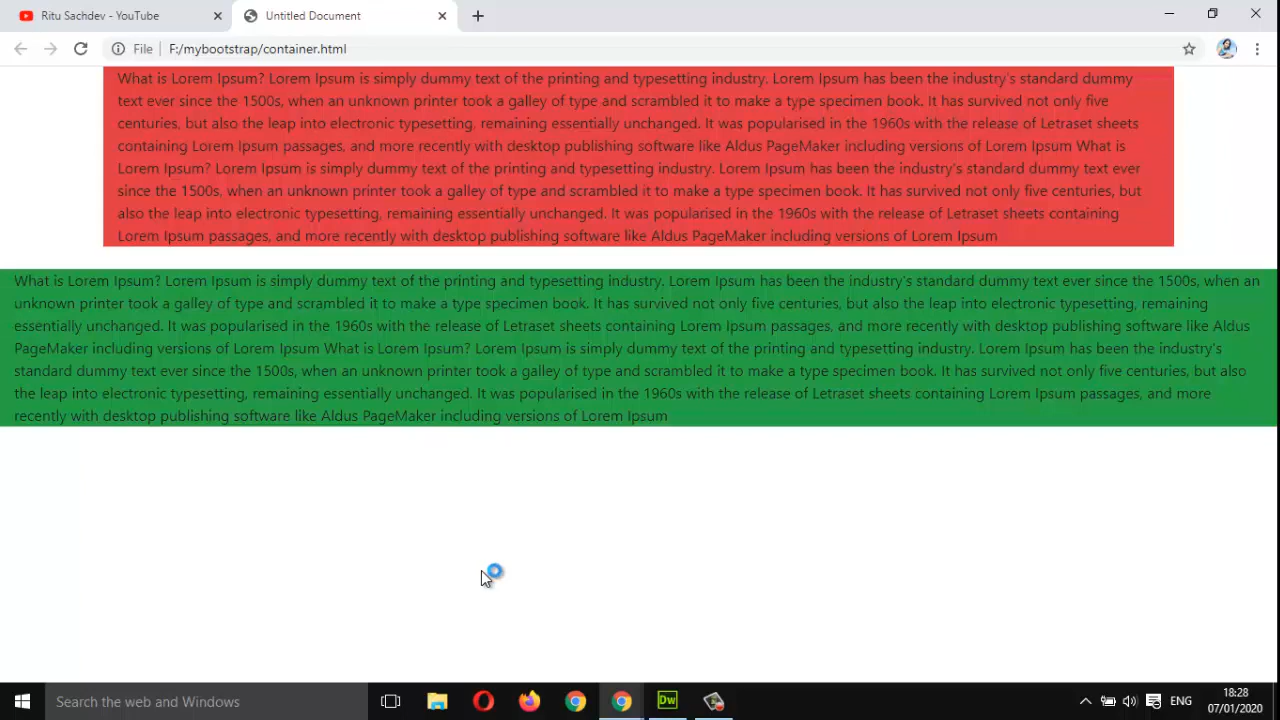 Ritu Sachdev - YouTube
Untitled Document
File
F:/mybootstrap/container.html
What is Lorem Ipsum? Lorem Ipsum is simply dummy text of the printing and typesetting industry. Lorem Ipsum has been the industry's standard dummy
text ever since the 1500s, when an unknown printer took a galley of type and scrambled it to make a type specimen book. It has survived not only five
centuries, but also the leap into electronic typesetting, remaining essentially unchanged. It was popularised in the 1960s with the release of Letraset sheets
containing Lorem Ipsum passages, and more recently with desktop publishing software like Aldus PageMaker including versions of Lorem Ipsum What is
Lorem Ipsum? Lorem Ipsum is simply dummy text of the printing and typesetting industry. Lorem Ipsum has been the industry's standard dummy text ever
since the 1500s, when an unknown printer took a galley of type and scrambled it to make a type specimen book. It has survived not only five centuries, but
also the leap into electronic typesetting, remaining essentially unchanged. It was popularised in the 1960s with the release of Letraset sheets containing
Lorem Ipsum passages, and more recently with desktop publishing software like Aldus PageMaker including versions of Lorem Ipsum
What is Lorem Ipsum? Lorem Ipsum is simply dummy text of the printing and typesetting industry. Lorem Ipsum has been the industry's standard dummy text ever since the 1500s, when an
unknown printer took a galley of type and scrambled it to make a type specimen book. It has survived not only five centuries, but also the leap into electronic typesetting, remaining
essentially unchanged. It was popularised in the 1960s with the release of Letraset sheets containing Lorem Ipsum passages, and more recently with desktop publishing software like Aldus
PageMaker including versions of Lorem Ipsum What is Lorem Ipsum? Lorem Ipsum is simply dummy text of the printing and typesetting industry. Lorem Ipsum has been the industry's
standard dummy text ever since the 1500s, when an unknown printer took a galley of type and scrambled it to make a type specimen book. It has survived not only five centuries, but also
the leap into electronic typesetting, remaining essentially unchanged. It was popularised in the 1960s with the release of Letraset sheets containing Lorem Ipsum passages, and more
recently with desktop publishing software like Aldus PageMaker including versions of Lorem Ipsum
Search the web and Windows
Dw
ENG
18:28
07/01/2020